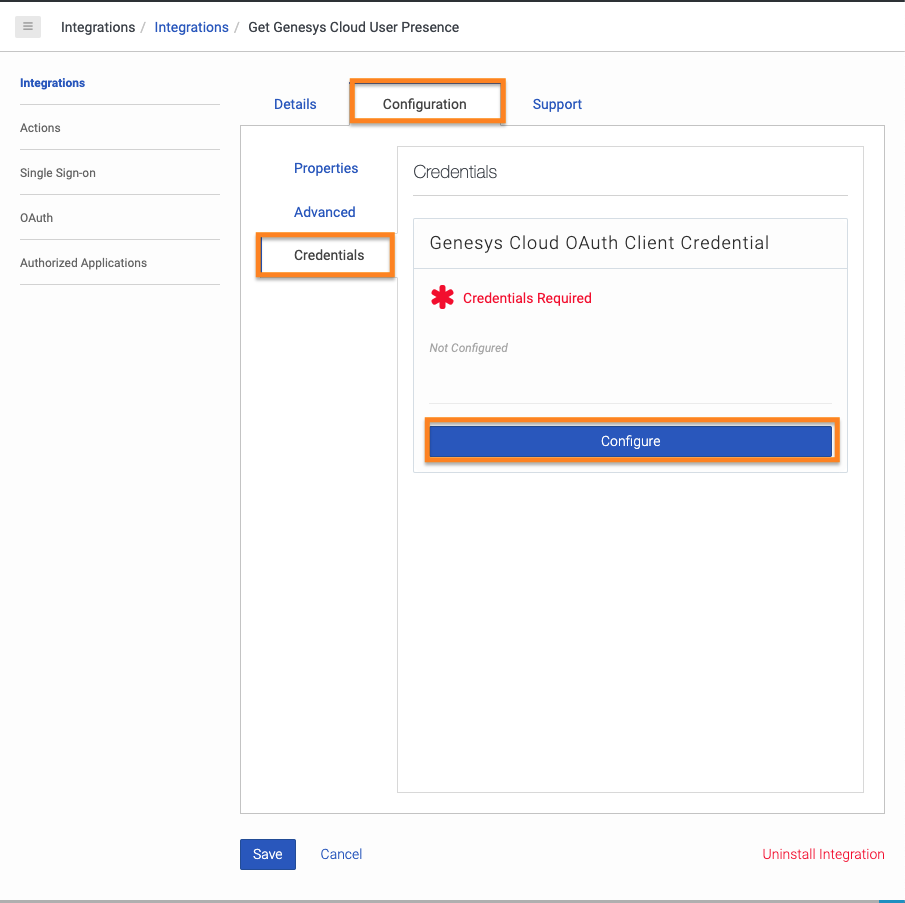 Integrations / Integrations / Get Genesys Cloud User Presence
Integrations
Actions
Single Sign-on
OAuth
Authorized Applications
Details
Configuration
Support
Properties
Advanced
Credentials
Credentials
Genesys Cloud OAuth Client Credential
Credentials Required
Not Configured
Configure
Save
Cancel
Uninstall Integration